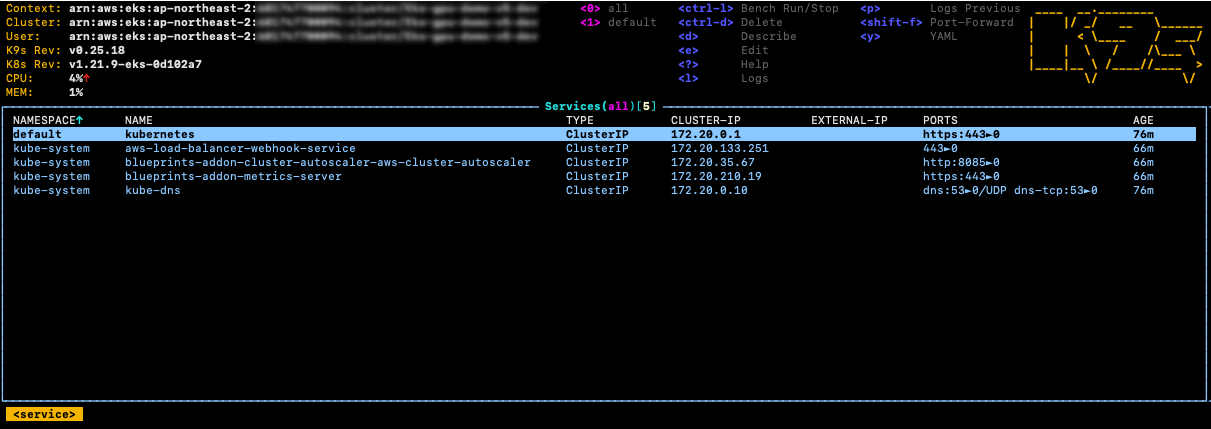 Context: arn:aws:eks:ap-northeast-2: <0> all <ctrl-l> Bench Run/Stop <p> Logs Previous
Cluster: arn:aws:eks:ap-northeast-2: <1> default <ctrl-d> Delete <shift-f> Port-Forward
User: arn:aws:eks:ap-northeast-2: <d> Describe <y> YAML
K9s Rev: v0.25.18 <e> Edit
K8s Rev: v1.21.9-eks-0d102a7 <?> Help
CPU: 4%↑ <l> Logs
MEM: 1%
K9s
Services(all)[5]
NAMESPACE↑ NAME TYPE CLUSTER-IP EXTERNAL-IP PORTS AGE
default kubernetes ClusterIP 172.20.0.1 https:443►0 76m
kube-system aws-load-balancer-webhook-service ClusterIP 172.20.133.251 443►0 66m
kube-system blueprints-addon-cluster-autoscaler-aws-cluster-autoscaler ClusterIP 172.20.35.67 http:8085►0 66m
kube-system blueprints-addon-metrics-server ClusterIP 172.20.210.19 https:443►0 66m
kube-system kube-dns ClusterIP 172.20.0.10 dns:53►0/UDP dns-tcp:53►0 76m
<service>